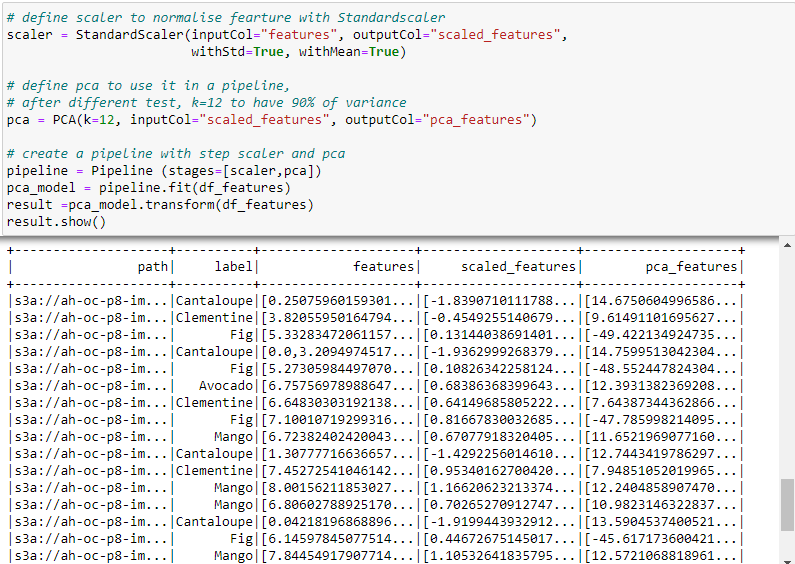 # define scaler to normalise fearture with Standardscaler
scaler = StandardScaler(inputCol="features", outputCol="scaled_features",
                        withStd=True, withMean=True)

# define pca to use it in a pipeline,
# after different test, k=12 to have 90% of variance
pca = PCA(k=12, inputCol="scaled_features", outputCol="pca_features")

# create a pipeline with step scaler and pca
pipeline = Pipeline (stages=[scaler,pca])
pca_model = pipeline.fit(df_features)
result =pca_model.transform(df_features)
result.show()
+--------------------+----------+--------------------+--------------------+--------------------+
|                path|     label|            features|     scaled_features|        pca_features|
+--------------------+----------+--------------------+--------------------+--------------------+
|s3a://ah-oc-p8-im...|Cantaloupe|[0.25075960159301...|[-1.8390710111788...|[14.6750604996586...|
|s3a://ah-oc-p8-im...|Clementine|[3.82055950164794...|[-0.4549255140679...|[9.61491101695627...|
|s3a://ah-oc-p8-im...|       Fig|[5.33283472061157...|[0.13144038691401...|[-49.422134924735...|
|s3a://ah-oc-p8-im...|Cantaloupe|[0.0,3.2094974517...|[-1.9362999268379...|[14.7599513042304...|
|s3a://ah-oc-p8-im...|       Fig|[5.27305984497070...|[0.10826342258124...|[-48.552447824304...|
|s3a://ah-oc-p8-im...|   Avocado|[6.75756978988647...|[0.68386368399643...|[12.3931382369208...|
|s3a://ah-oc-p8-im...|Clementine|[6.64830303192138...|[0.64149685805222...|[7.64387344362866...|
|s3a://ah-oc-p8-im...|       Fig|[7.10010719299316...|[0.81667830032685...|[-47.785998214095...|
|s3a://ah-oc-p8-im...|     Mango|[6.72382402420043...|[0.67077918320405...|[11.6521969077160...|
|s3a://ah-oc-p8-im...|Cantaloupe|[1.30777716636657...|[-1.4292256014610...|[12.7443419786297...|
|s3a://ah-oc-p8-im...|Clementine|[7.45272541046142...|[0.95340162700420...|[7.94851052019965...|
|s3a://ah-oc-p8-im...|     Mango|[8.00156211853027...|[1.16620623213374...|[12.2404858907470...|
|s3a://ah-oc-p8-im...|     Mango|[6.80602788925170...|[0.70265270912747...|[10.9823146322837...|
|s3a://ah-oc-p8-im...|Cantaloupe|[0.04218196868896...|[-1.9199443932912...|[13.5904537400521...|
|s3a://ah-oc-p8-im...|       Fig|[6.14597845077514...|[0.44672675145017...|[-45.617173600421...|
|s3a://ah-oc-p8-im...|     Mango|[7.84454917907714...|[1.10532641835795...|[12.5721068818961...|